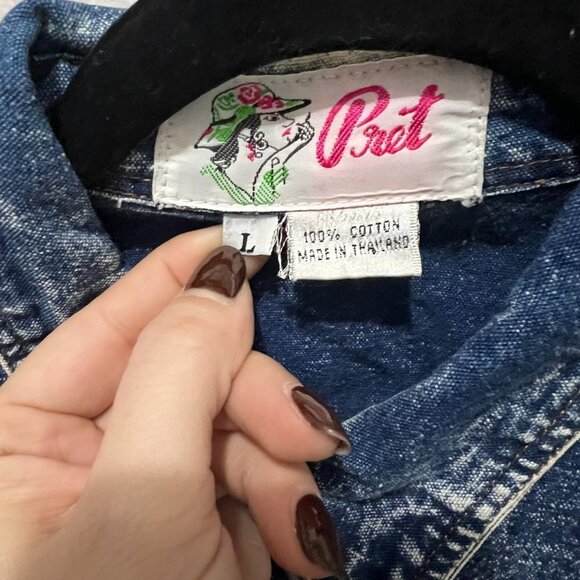 Pret
L
100% COTTON
MADE IN THAILAND